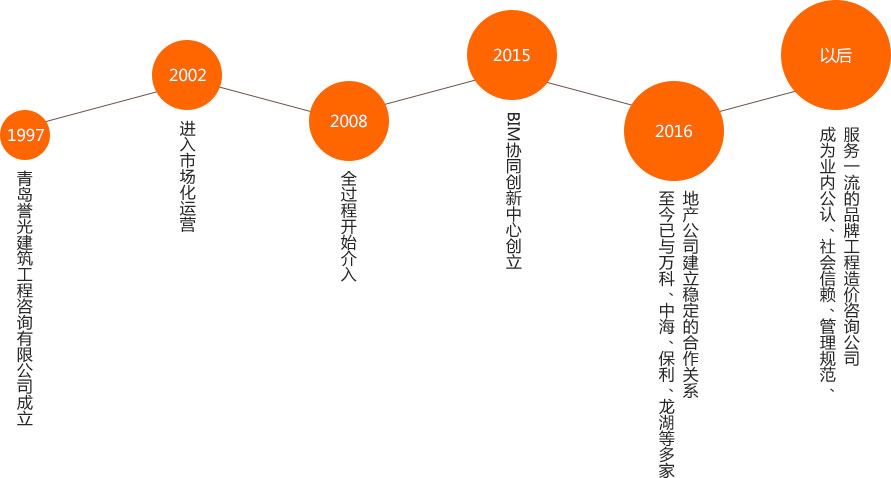 1997
青岛誉光建筑工程咨询有限公司成立
2002
进入市场化运营
2008
全过程开始介入
2015
BIM协同创新中心创立
2016
至今已与万科、中海、保利、龙湖等多家
地产公司建立稳定的合作关系
以后
成为业内公认、社会信赖、管理规范、
服务一流的品牌工程造价咨询公司